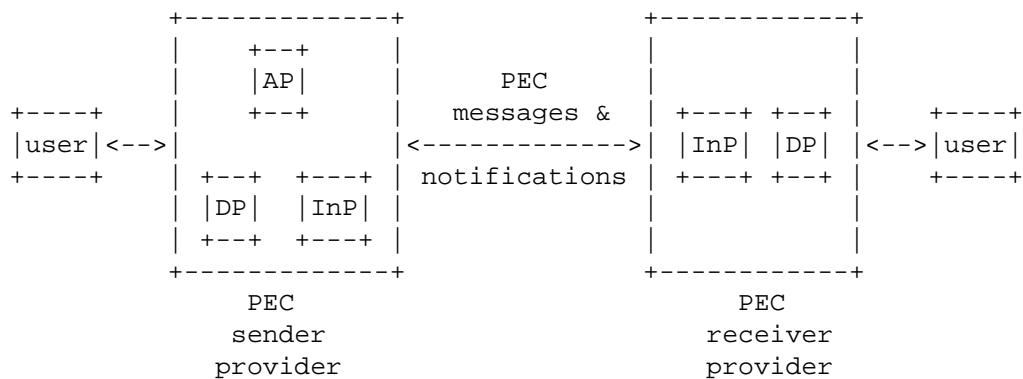 +-------------+                +------------+
|    +--+     |                |            |
|    |AP|     |      PEC       |            |
+----+    |    +--+     |   messages &   | +----+ +--+ |    +----+
|user|<-->|             |<-------------->| |InP| |DP| |<-->|user|
+----+    | +--+  +---+ | notifications  | +---+ +--+ |    +----+
| |DP|  |InP| |                |            |
| +--+  +---+ |                |            |
+-------------+                +------------+
PEC                            PEC
sender                         receiver
provider                       provider